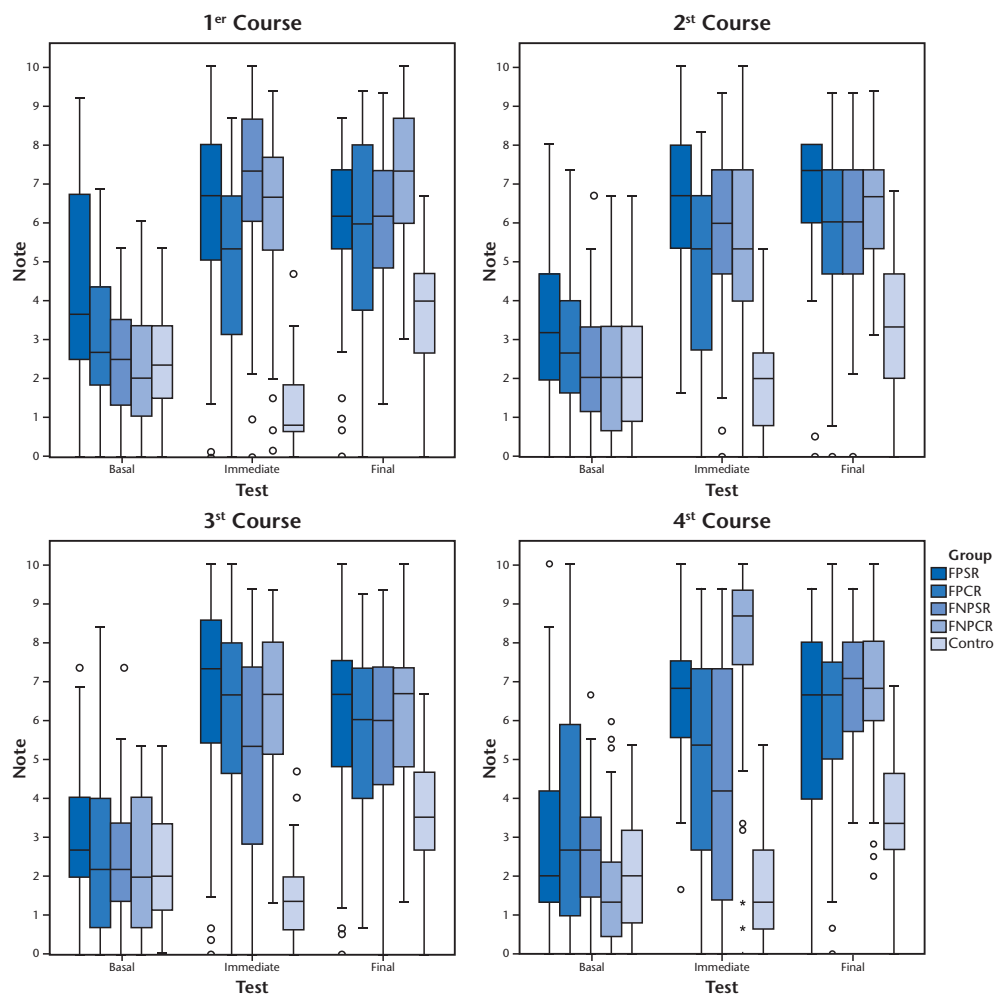 1er Course
10
9
8
7
6
5
4
3
2
1
0
Note
Basal
Immediate
Final
Test
2st Course
10
9
8
7
6
5
4
3
2
1
0
Note
Basal
Immediate
Final
Test
3st Course
10
9
8
7
6
5
4
3
2
1
0
Note
Basal
Immediate
Final
Test
4st Course
10
9
8
7
6
5
4
3
2
1
0
Note
Basal
Immediate
Final
Test
Group
FPSR
FPCR
FNPSR
FNPCR
Contro